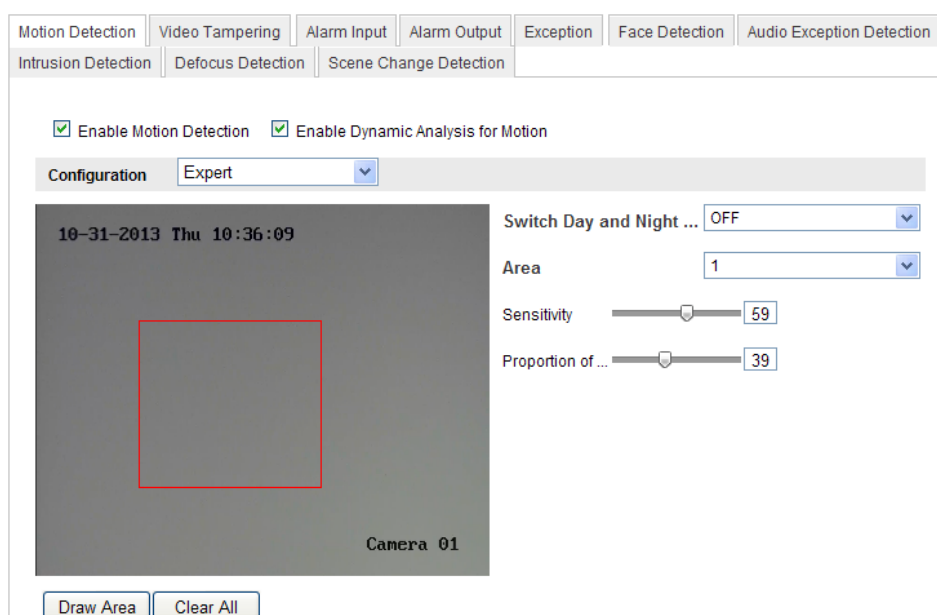 Motion Detection Video Tampering Alarm Input Alarm Output Exception Face Detection Audio Exception Detection
Intrusion Detection Defocus Detection Scene Change Detection
Enable Motion Detection Enable Dynamic Analysis for Motion
Configuration Expert
10-31-2013 Thu 10:36:09
Camera 01
Switch Day and Night ... OFF
Area 1
Sensitivity 59
Proportion of ... 39
Draw Area Clear All